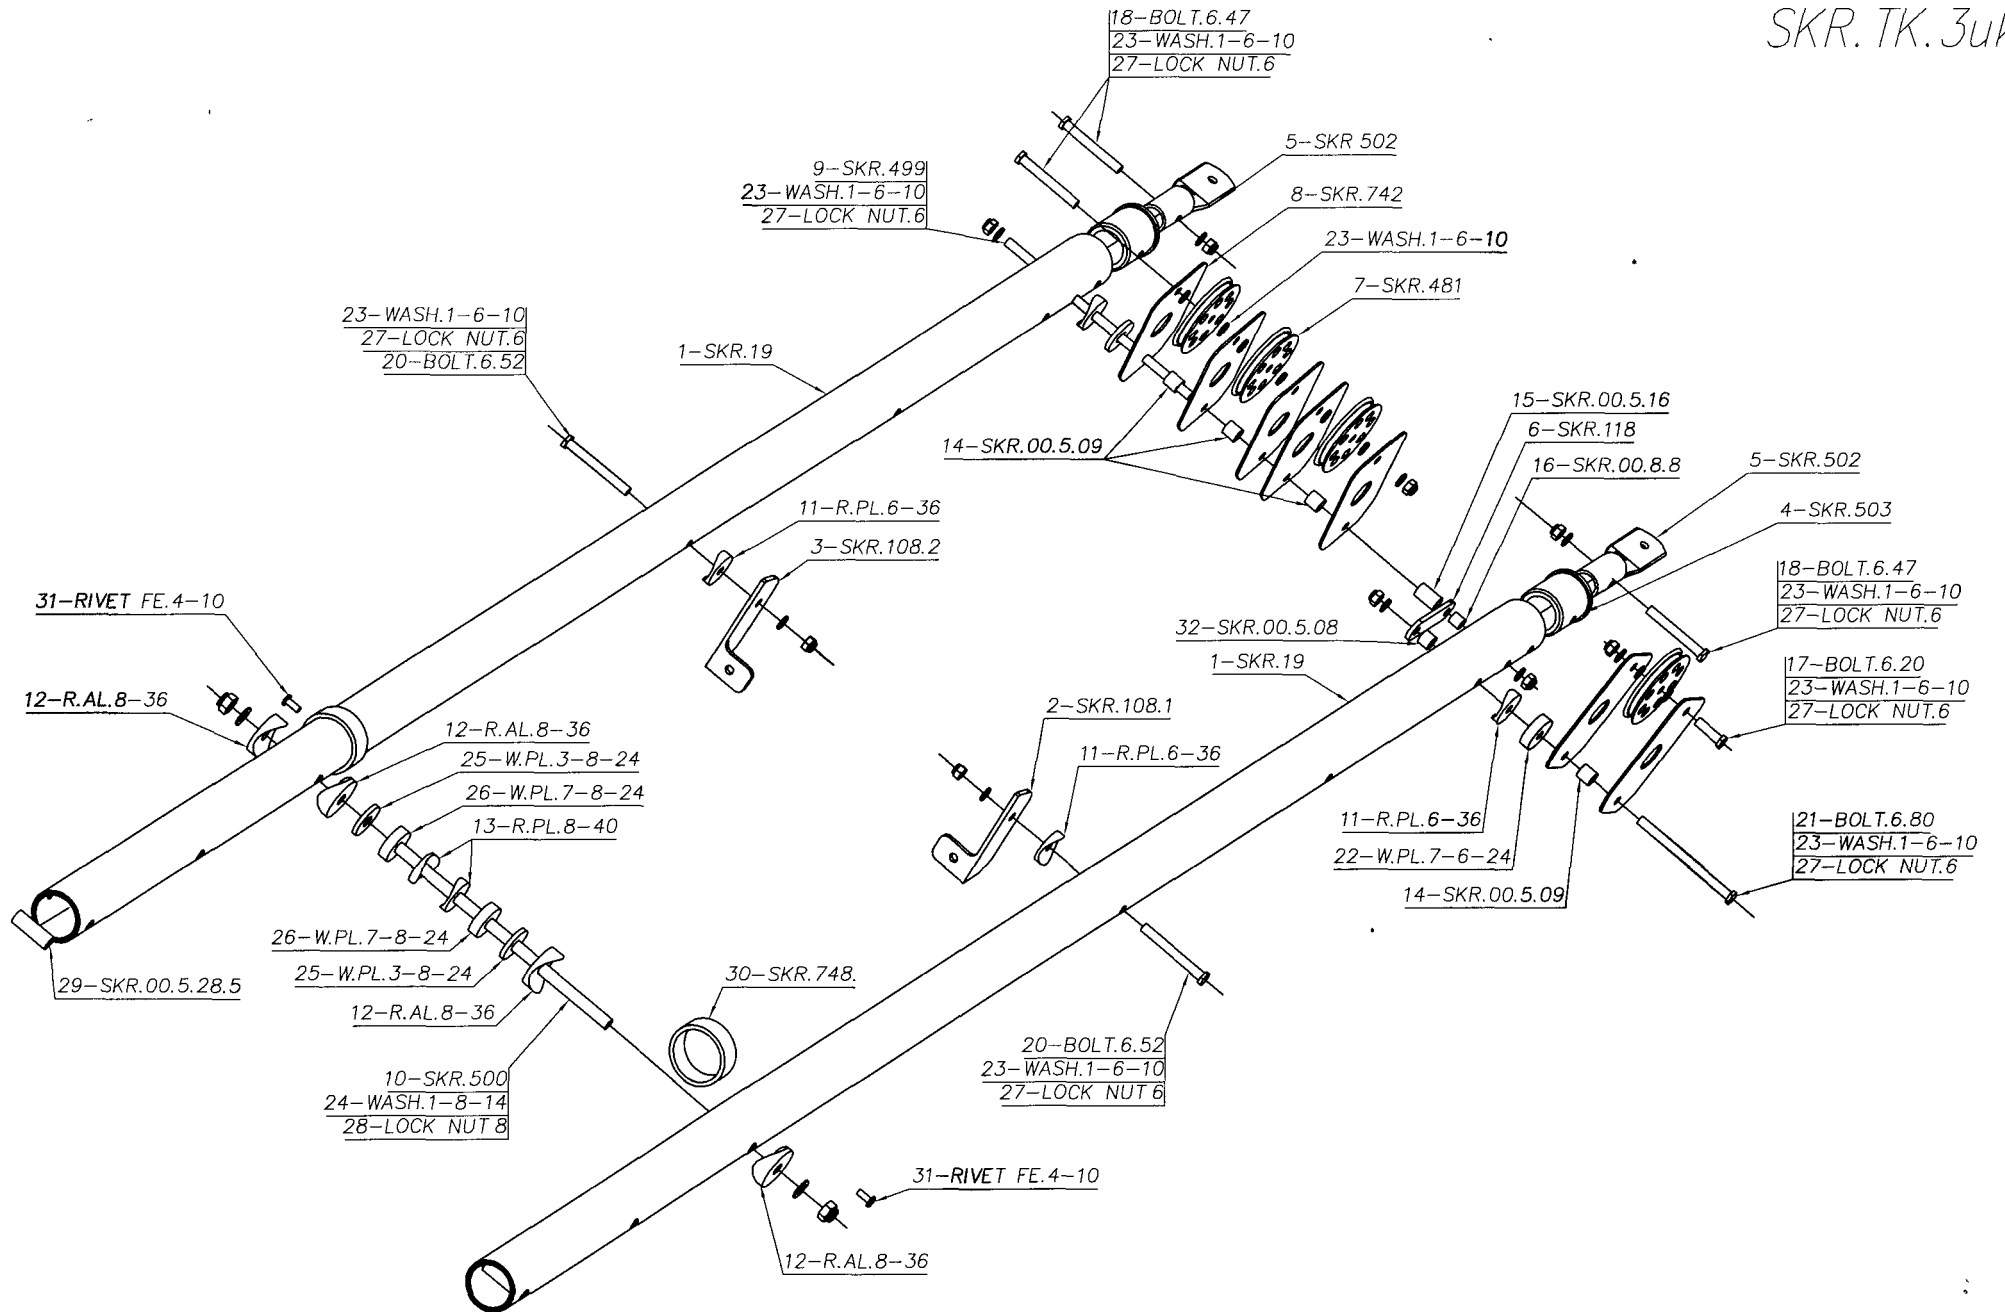 SKR.TK.3uk
18-BOLT.6.47
23-WASH.1-6-10
27-LOCK NUT.6
5-SKR 502
9-SKR.499
23-WASH.1-6-10
27-LOCK NUT.6
8-SKR.742
23-WASH.1-6-10
7-SKR.481
23-WASH.1-6-10
27-LOCK NUT.6
20-BOLT.6.52
1-SKR.19
15-SKR.00.5.16
6-SKR.118
14-SKR.00.5.09
16-SKR.00.8.8
5-SKR.502
11-R.PL.6-36
4-SKR.503
3-SKR.108.2
18-BOLT.6.47
23-WASH.1-6-10
27-LOCK NUT.6
31-RIVET FE.4-10
32-SKR.00.5.08
1-SKR.19
17-BOLT.6.20
23-WASH.1-6-10
27-LOCK NUT.6
12-R.AL.8-36
2-SKR.108.1
12-R.AL.8-36
25-W.PL.3-8-24
11-R.PL.6-36
26-W.PL.7-8-24
13-R.PL.8-40
11-R.PL.6-36
22-W.PL.7-6-24
21-BOLT.6.80
23-WASH.1-6-10
27-LOCK NUT.6
14-SKR.00.5.09
26-W.PL.7-8-24
25-W.PL.3-8-24
30-SKR.748.
29-SKR.00.5.28.5
12-R.AL.8-36
20-BOLT.6.52
23-WASH.1-6-10
27-LOCK NUT 6
10-SKR.500
24-WASH.1-8-14
28-LOCK NUT 8
31-RIVET FE.4-10
12-R.AL.8-36